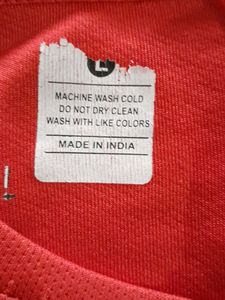 L
MACHINE WASH COLD
DO NOT DRY CLEAN
WASH WITH LIKE COLORS
MADE IN INDIA